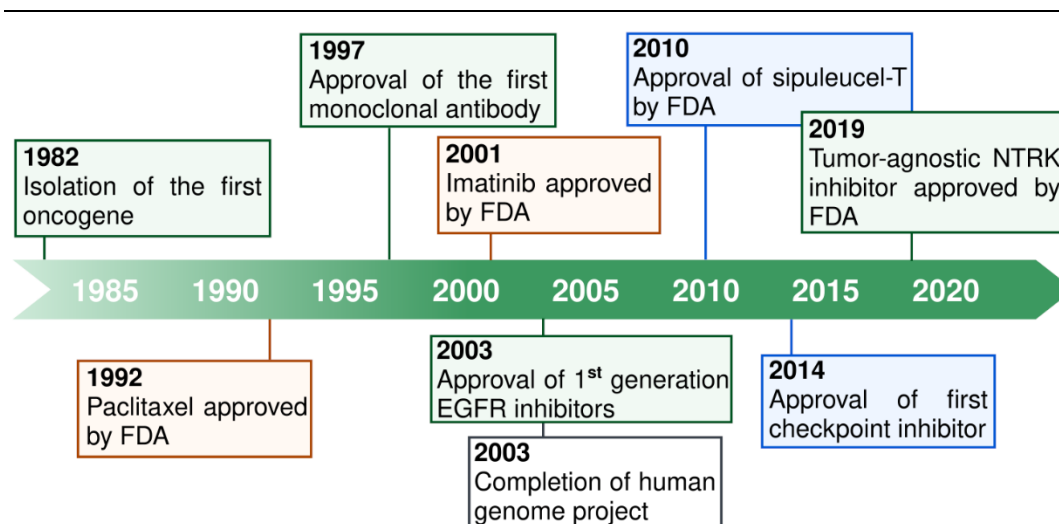 1997
Approval of the first
monoclonal antibody
2010
Approval of sipuleucel-T
by FDA
2019
Tumor-agnostic NTRK
inhibitor approved by
FDA
1982
Isolation of the first
oncogene
2001
Imatinib approved
by FDA
1985 1990 1995 2000 2005 2010 2015 2020
1992
Paclitaxel approved
by FDA
2003
Approval of 1st generation
EGFR inhibitors
2003
Completion of human
genome project
2014
Approval of first
checkpoint inhibitor